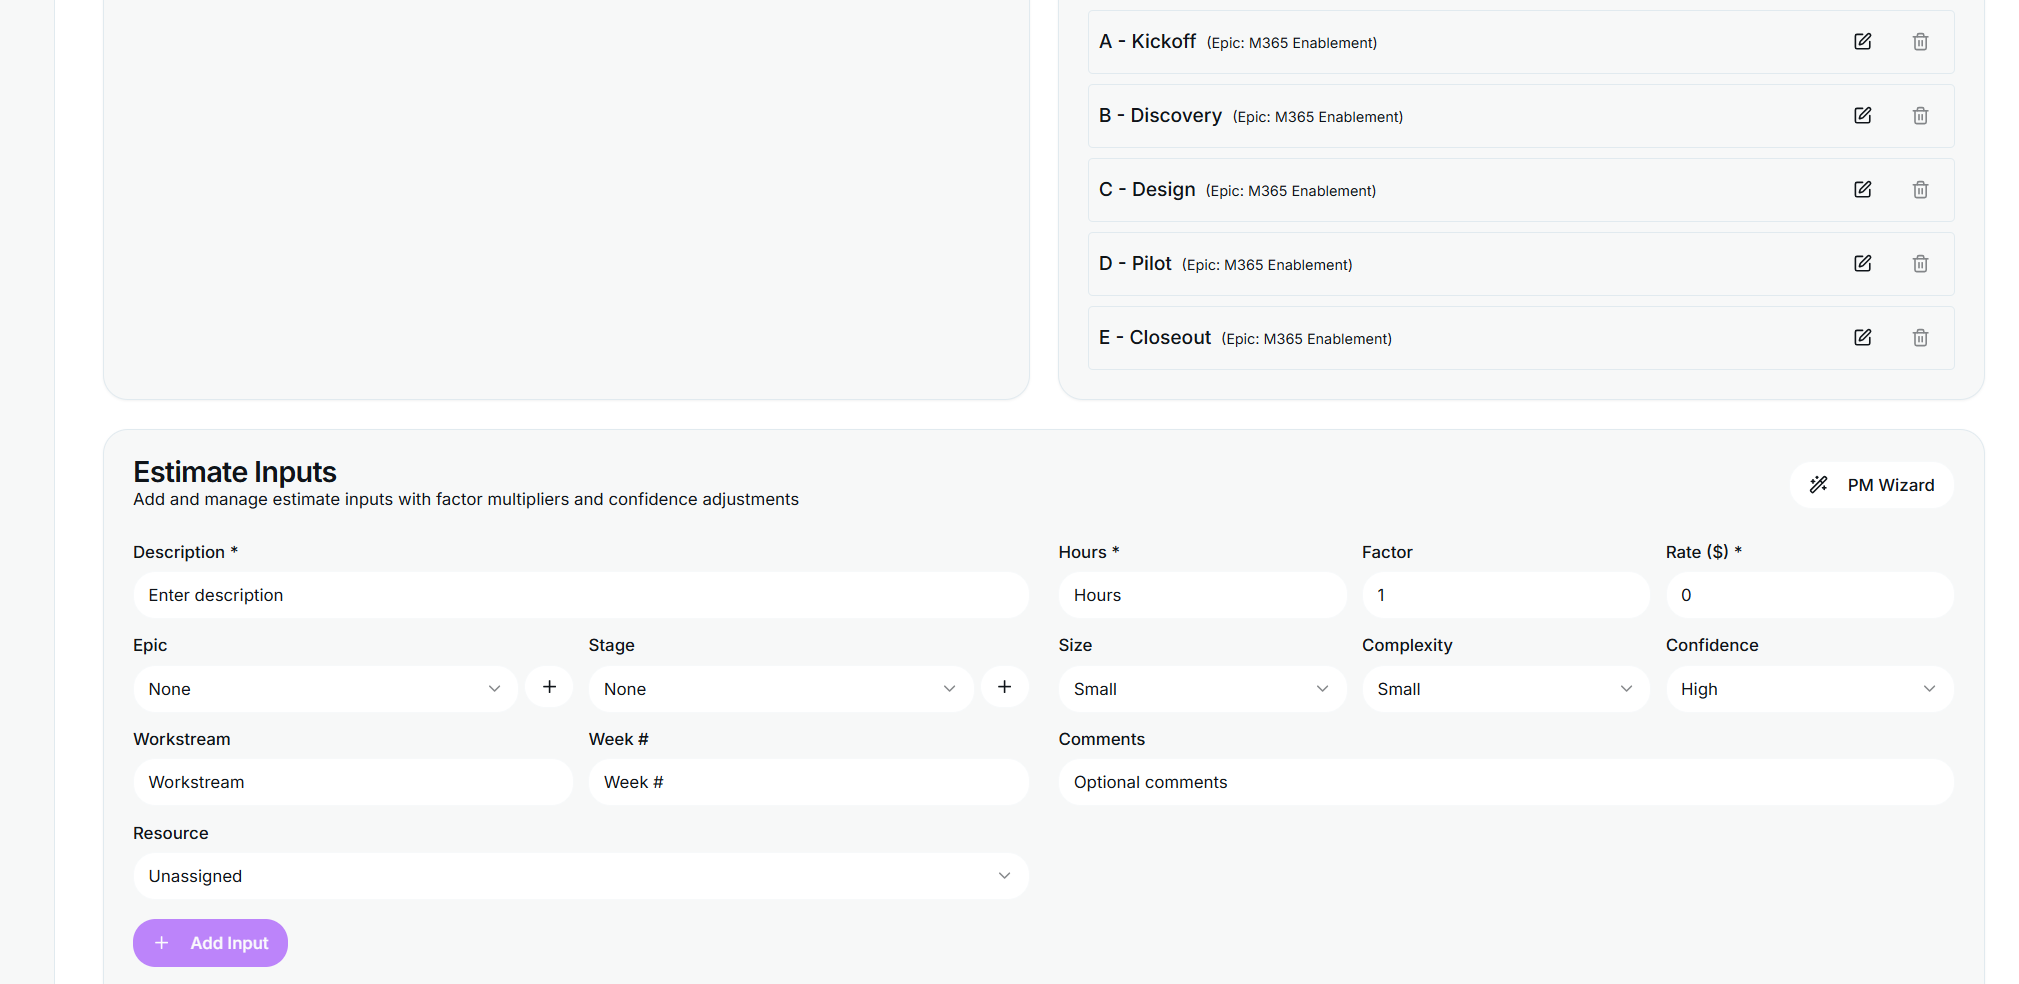 A - Kickoff (Epic: M365 Enablement)
B - Discovery (Epic: M365 Enablement)
C - Design (Epic: M365 Enablement)
D - Pilot (Epic: M365 Enablement)
E - Closeout (Epic: M365 Enablement)
Estimate Inputs
Add and manage estimate inputs with factor multipliers and confidence adjustments
PM Wizard
Description *
Enter description
Hours * Factor Rate ($) *
Hours 1 0
Epic Stage
None None
Size Complexity Confidence
Small Small High
Workstream Week #
Workstream Week #
Comments
Optional comments
Resource
Unassigned
Add Input